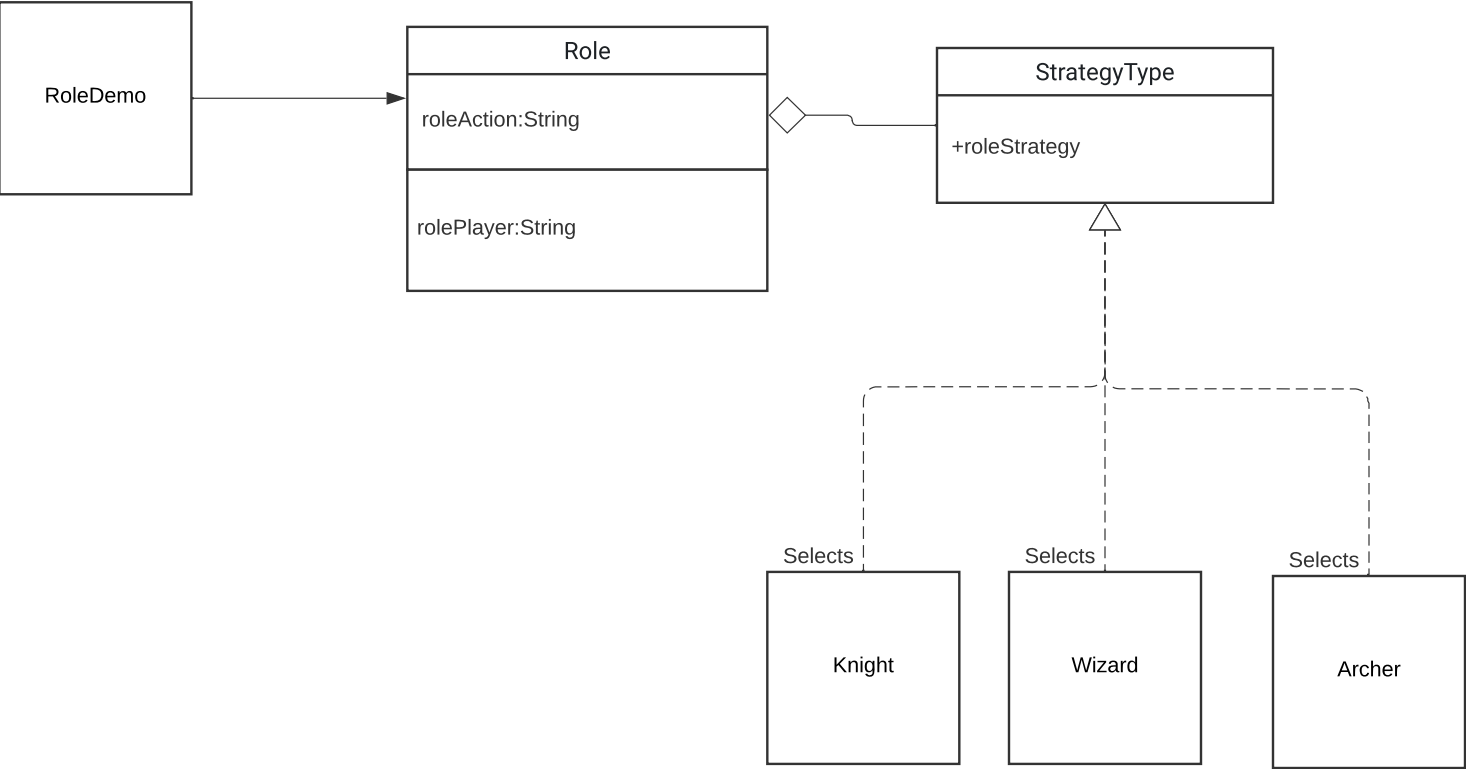 RoleDemo
Role
roleAction:String
rolePlayer:String
StrategyType
+roleStrategy
Selects
Selects
Selects
Knight
Wizard
Archer